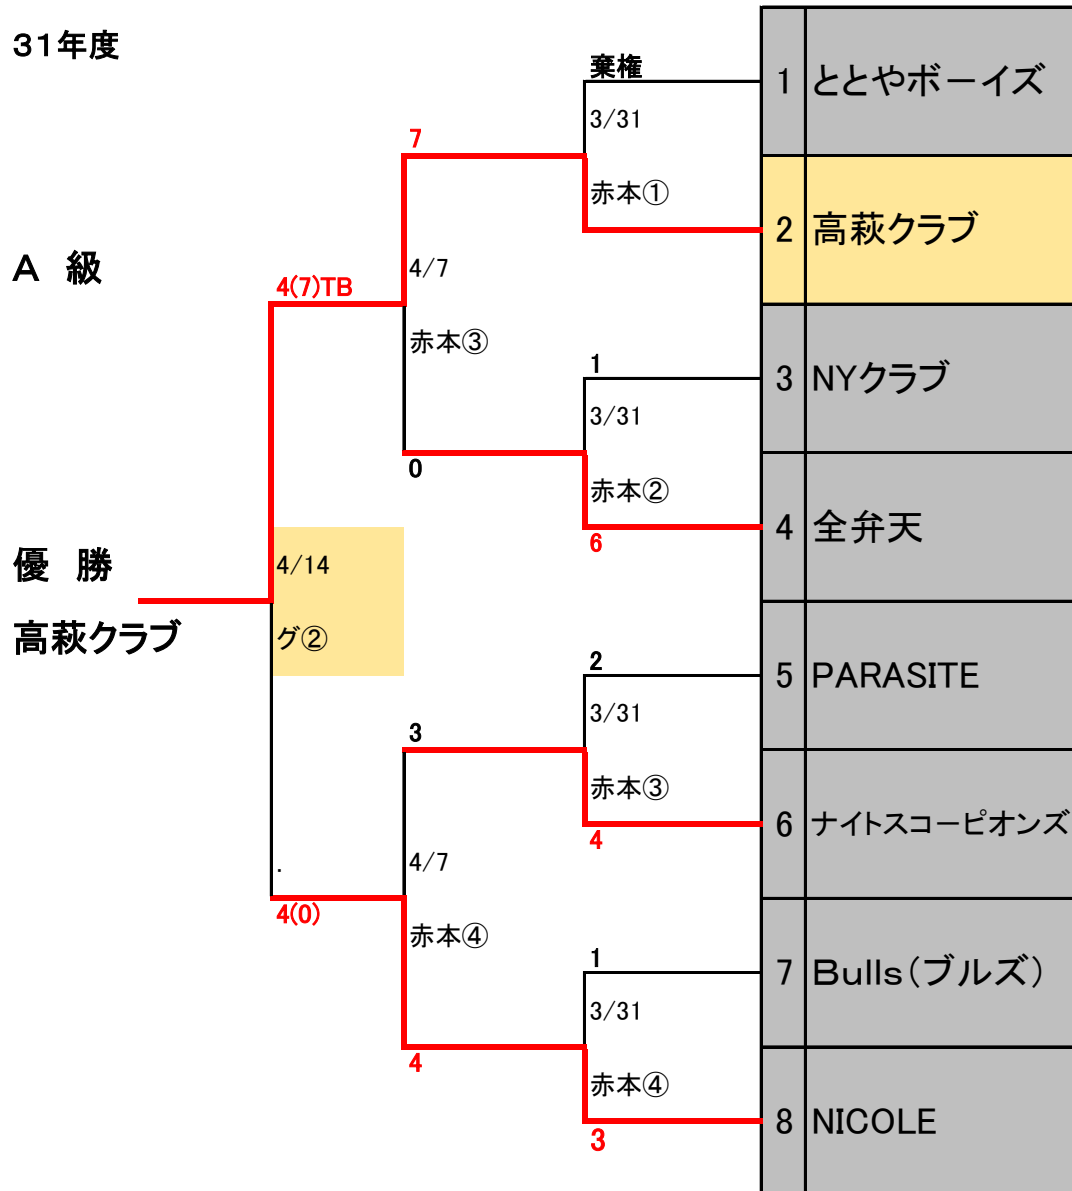 31年度
棄権
1 ととやボーイズ
3/31
7
赤本①
2 高萩クラブ
A 級
4/7
4(7)TB
赤本③
1
3 NYクラブ
3/31
0
赤本②
4 全弁天
6
優 勝
4/14
高萩クラブ
グ②
2
5 PARASITE
3/31
3
赤本③
6 ナイトスコーピオンズ
4
4/7
.
4(0)
赤本④
1
7 Bulls(ブルズ)
3/31
4
赤本④
8 NICOLE
3